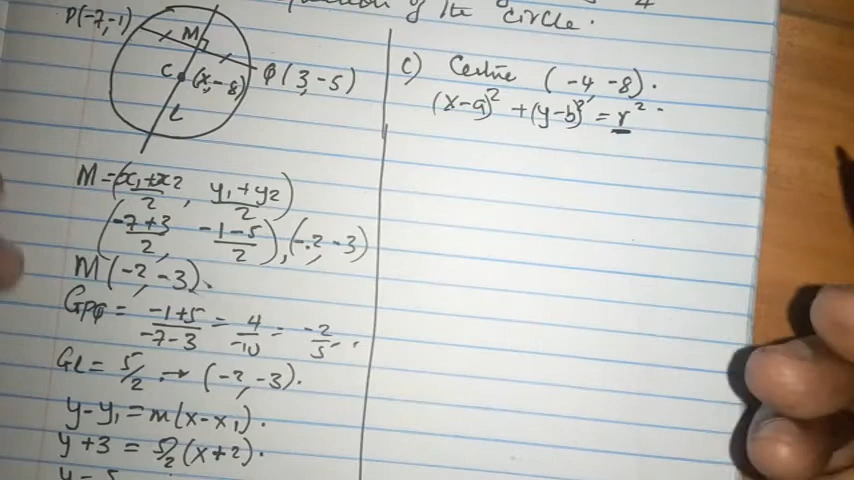 of the circle.
P(-7,-1)
M
C (x,-8) Q(3,-5)
L
M=(x1+x2/2, y1+y2/2)
(-7+3/2, -1-5/2), (-2,-3)
M(-2,-3).
GPQ = -1+5/-7-3 = 4/-10 = -2/5.
GL = 5/2 → (-2,-3).
y-y1 = m(x-x1).
y+3 = 5/2(x+2).
c) Centre (-4,-8).
(x-a)²+(y-b)² = r².